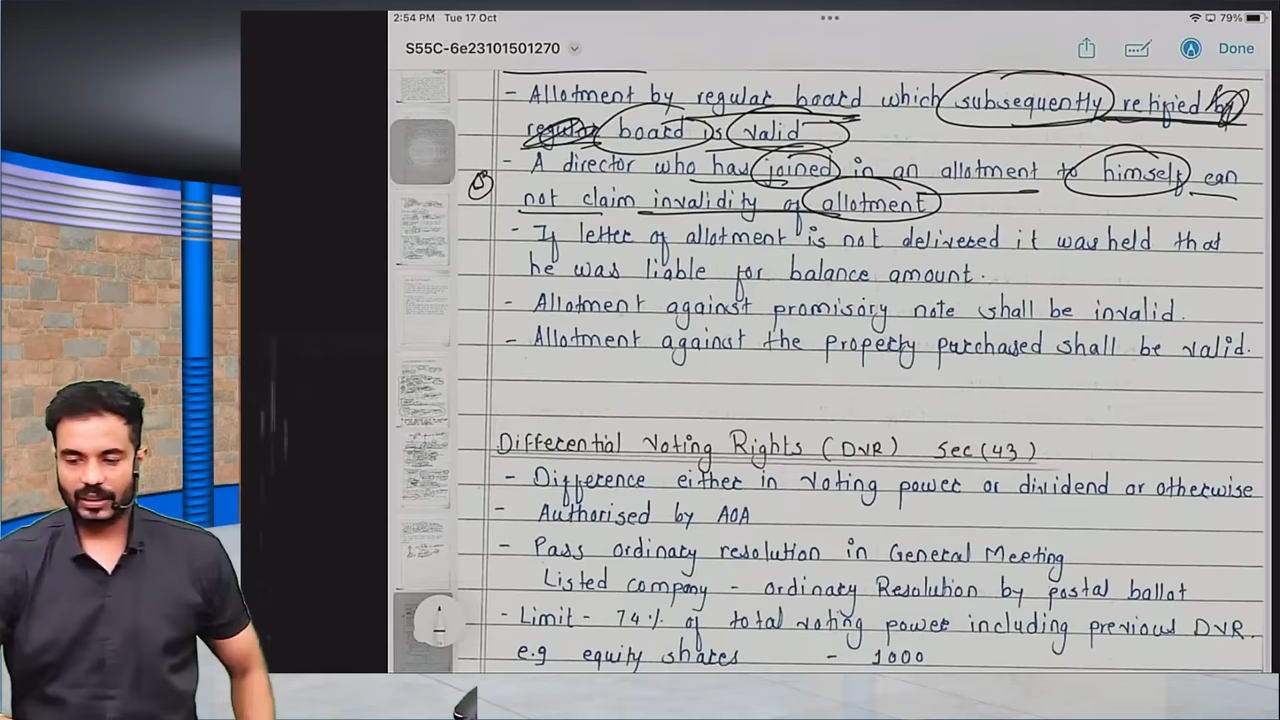 2:54 PM Tue 17 Oct
79%
S55C-6e23101501270
Done
- Allotment by regular board which subsequently retified by
board is valid
- A director who has joined in an allotment to himself can
not claim invalidity of allotment
- If letter of allotment is not delivered it was held that
he was liable for balance amount.
- Allotment against promisory note shall be invalid.
- Allotment against the property purchased shall be valid.
Differential Voting Rights (DVR) Sec (43)
- Difference either in voting power or dividend or otherwise
- Authorised by AOA
- Pass ordinary resolution in General Meeting
Listed company - ordinary Resolution by postal ballot
- Limit - 74% of total voting power including previous DVR.
e.g equity shares - 1000